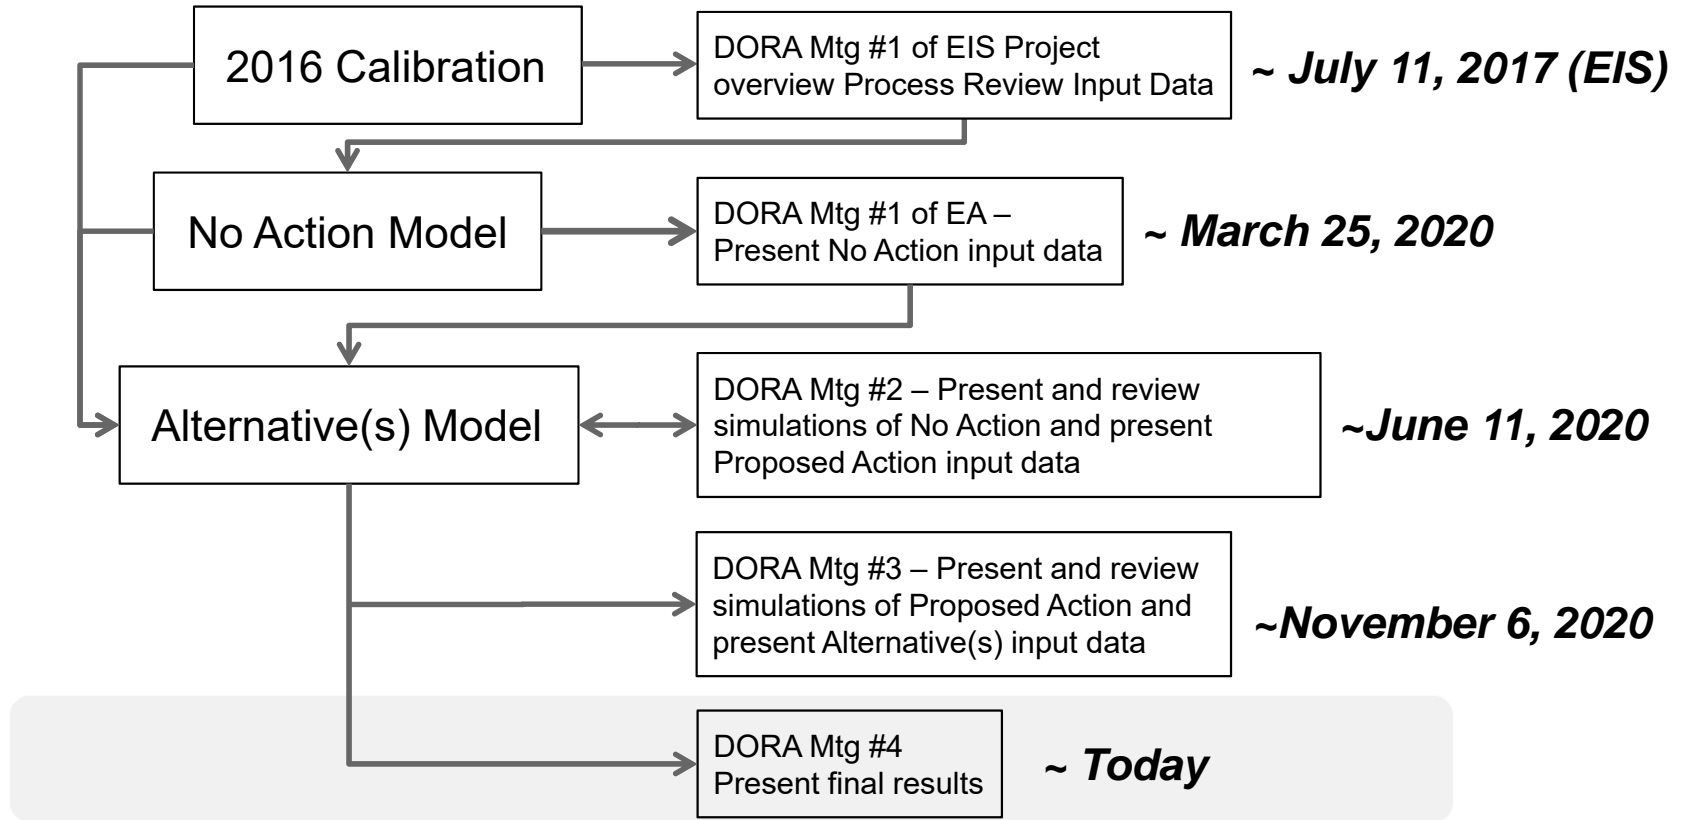 2016 Calibration
DORA Mtg #1 of EIS Project
overview Process Review Input Data
~ July 11, 2017 (EIS)
No Action Model
DORA Mtg #1 of EA –
Present No Action input data
~ March 25, 2020
Alternative(s) Model
DORA Mtg #2 – Present and review
simulations of No Action and present
Proposed Action input data
~June 11, 2020
DORA Mtg #3 – Present and review
simulations of Proposed Action and
present Alternative(s) input data
~November 6, 2020
DORA Mtg #4
Present final results
~ Today